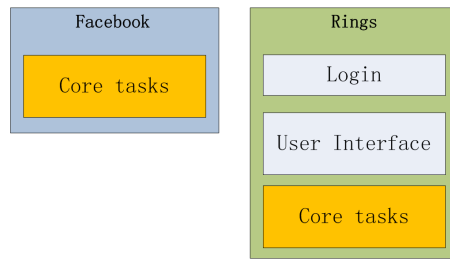 Facebook
Core tasks
Rings
Login
User Interface
Core tasks